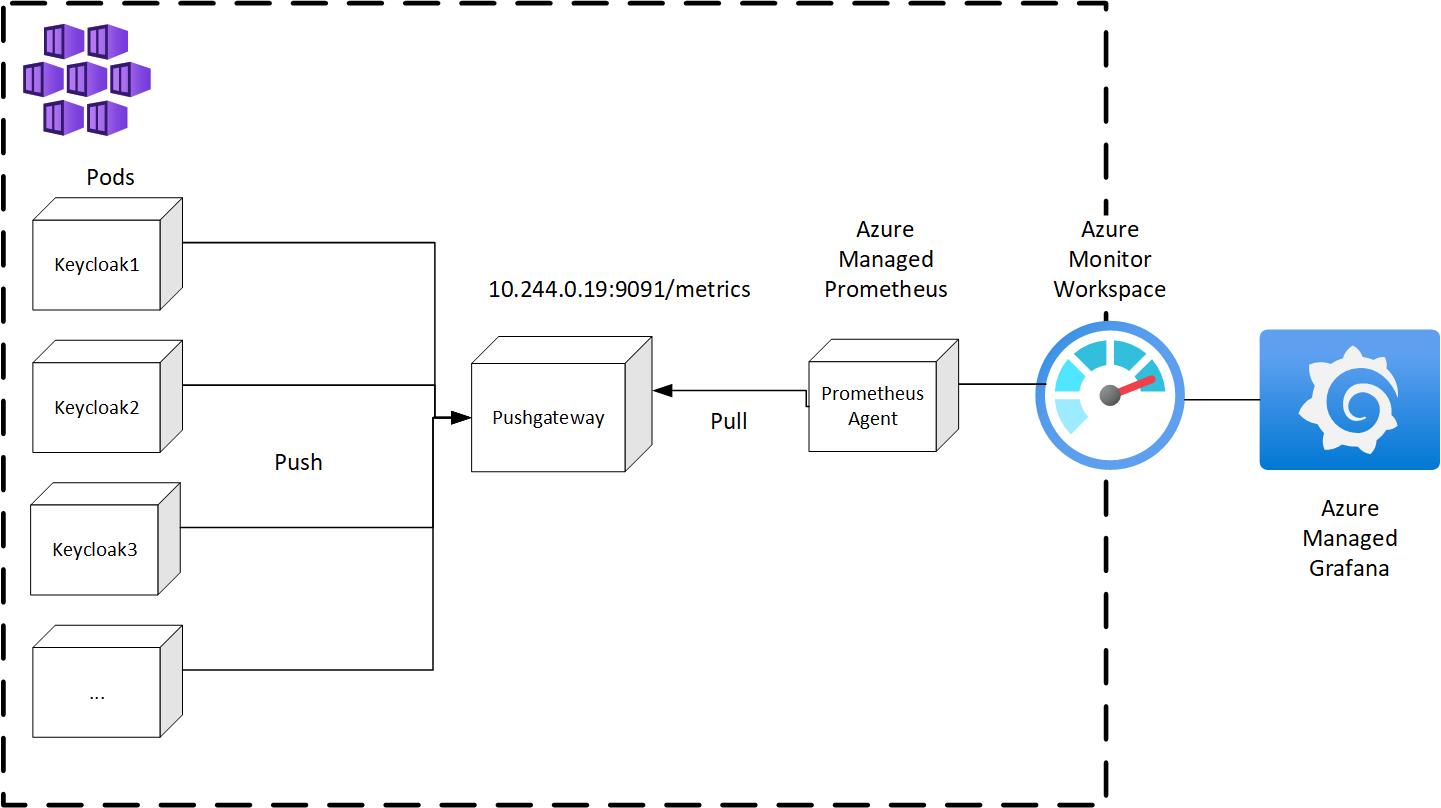 Pods
Keycloak1
Keycloak2
Keycloak3
...
Push
10.244.0.19:9091/metrics
Pushgateway
Pull
Azure
Managed
Prometheus
Prometheus
Agent
Azure
Monitor
Workspace
Azure
Managed
Grafana